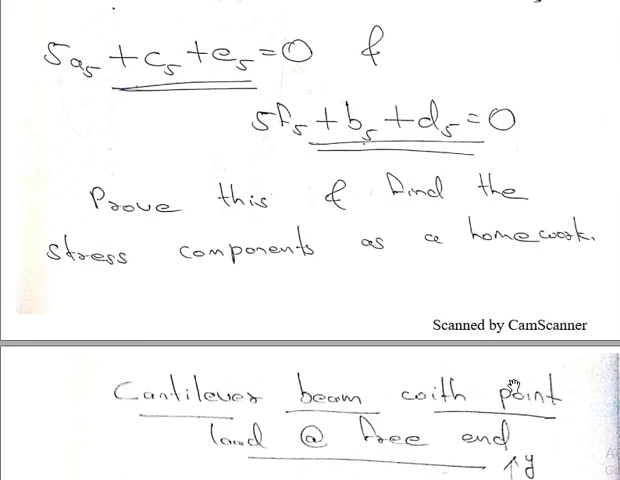 5a5 + c5 + e5 = 0 &
5f5 + b5 + d5 = 0
Prove this & find the
stress components as a homework.
Scanned by CamScanner
Cantilever beam with point
load @ free end
↑y